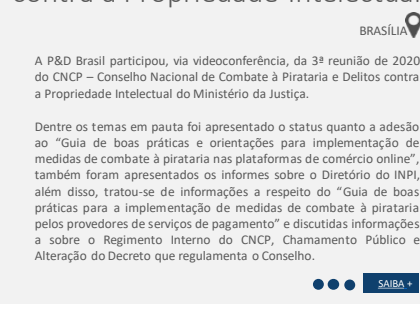 contra a Propriedade Intelectual
BRASÍLIA
A P&D Brasil participou, via videoconferência, da 3ª reunião de 2020
do CNCP – Conselho Nacional de Combate à Pirataria e Delitos contra
a Propriedade Intelectual do Ministério da Justiça.
Dentre os temas em pauta foi apresentado o status quanto a adesão
ao “Guia de boas práticas e orientações para implementação de
medidas de combate à pirataria nas plataformas de comércio online”,
também foram apresentados os informes sobre o Diretório do INPI,
além disso, tratou-se de informações a respeito do “Guia de boas
práticas para a implementação de medidas de combate à pirataria
pelos provedores de serviços de pagamento” e discutidas informações
a sobre o Regimento Interno do CNCP, Chamamento Público e
Alteração do Decreto que regulamenta o Conselho.
SAIBA +